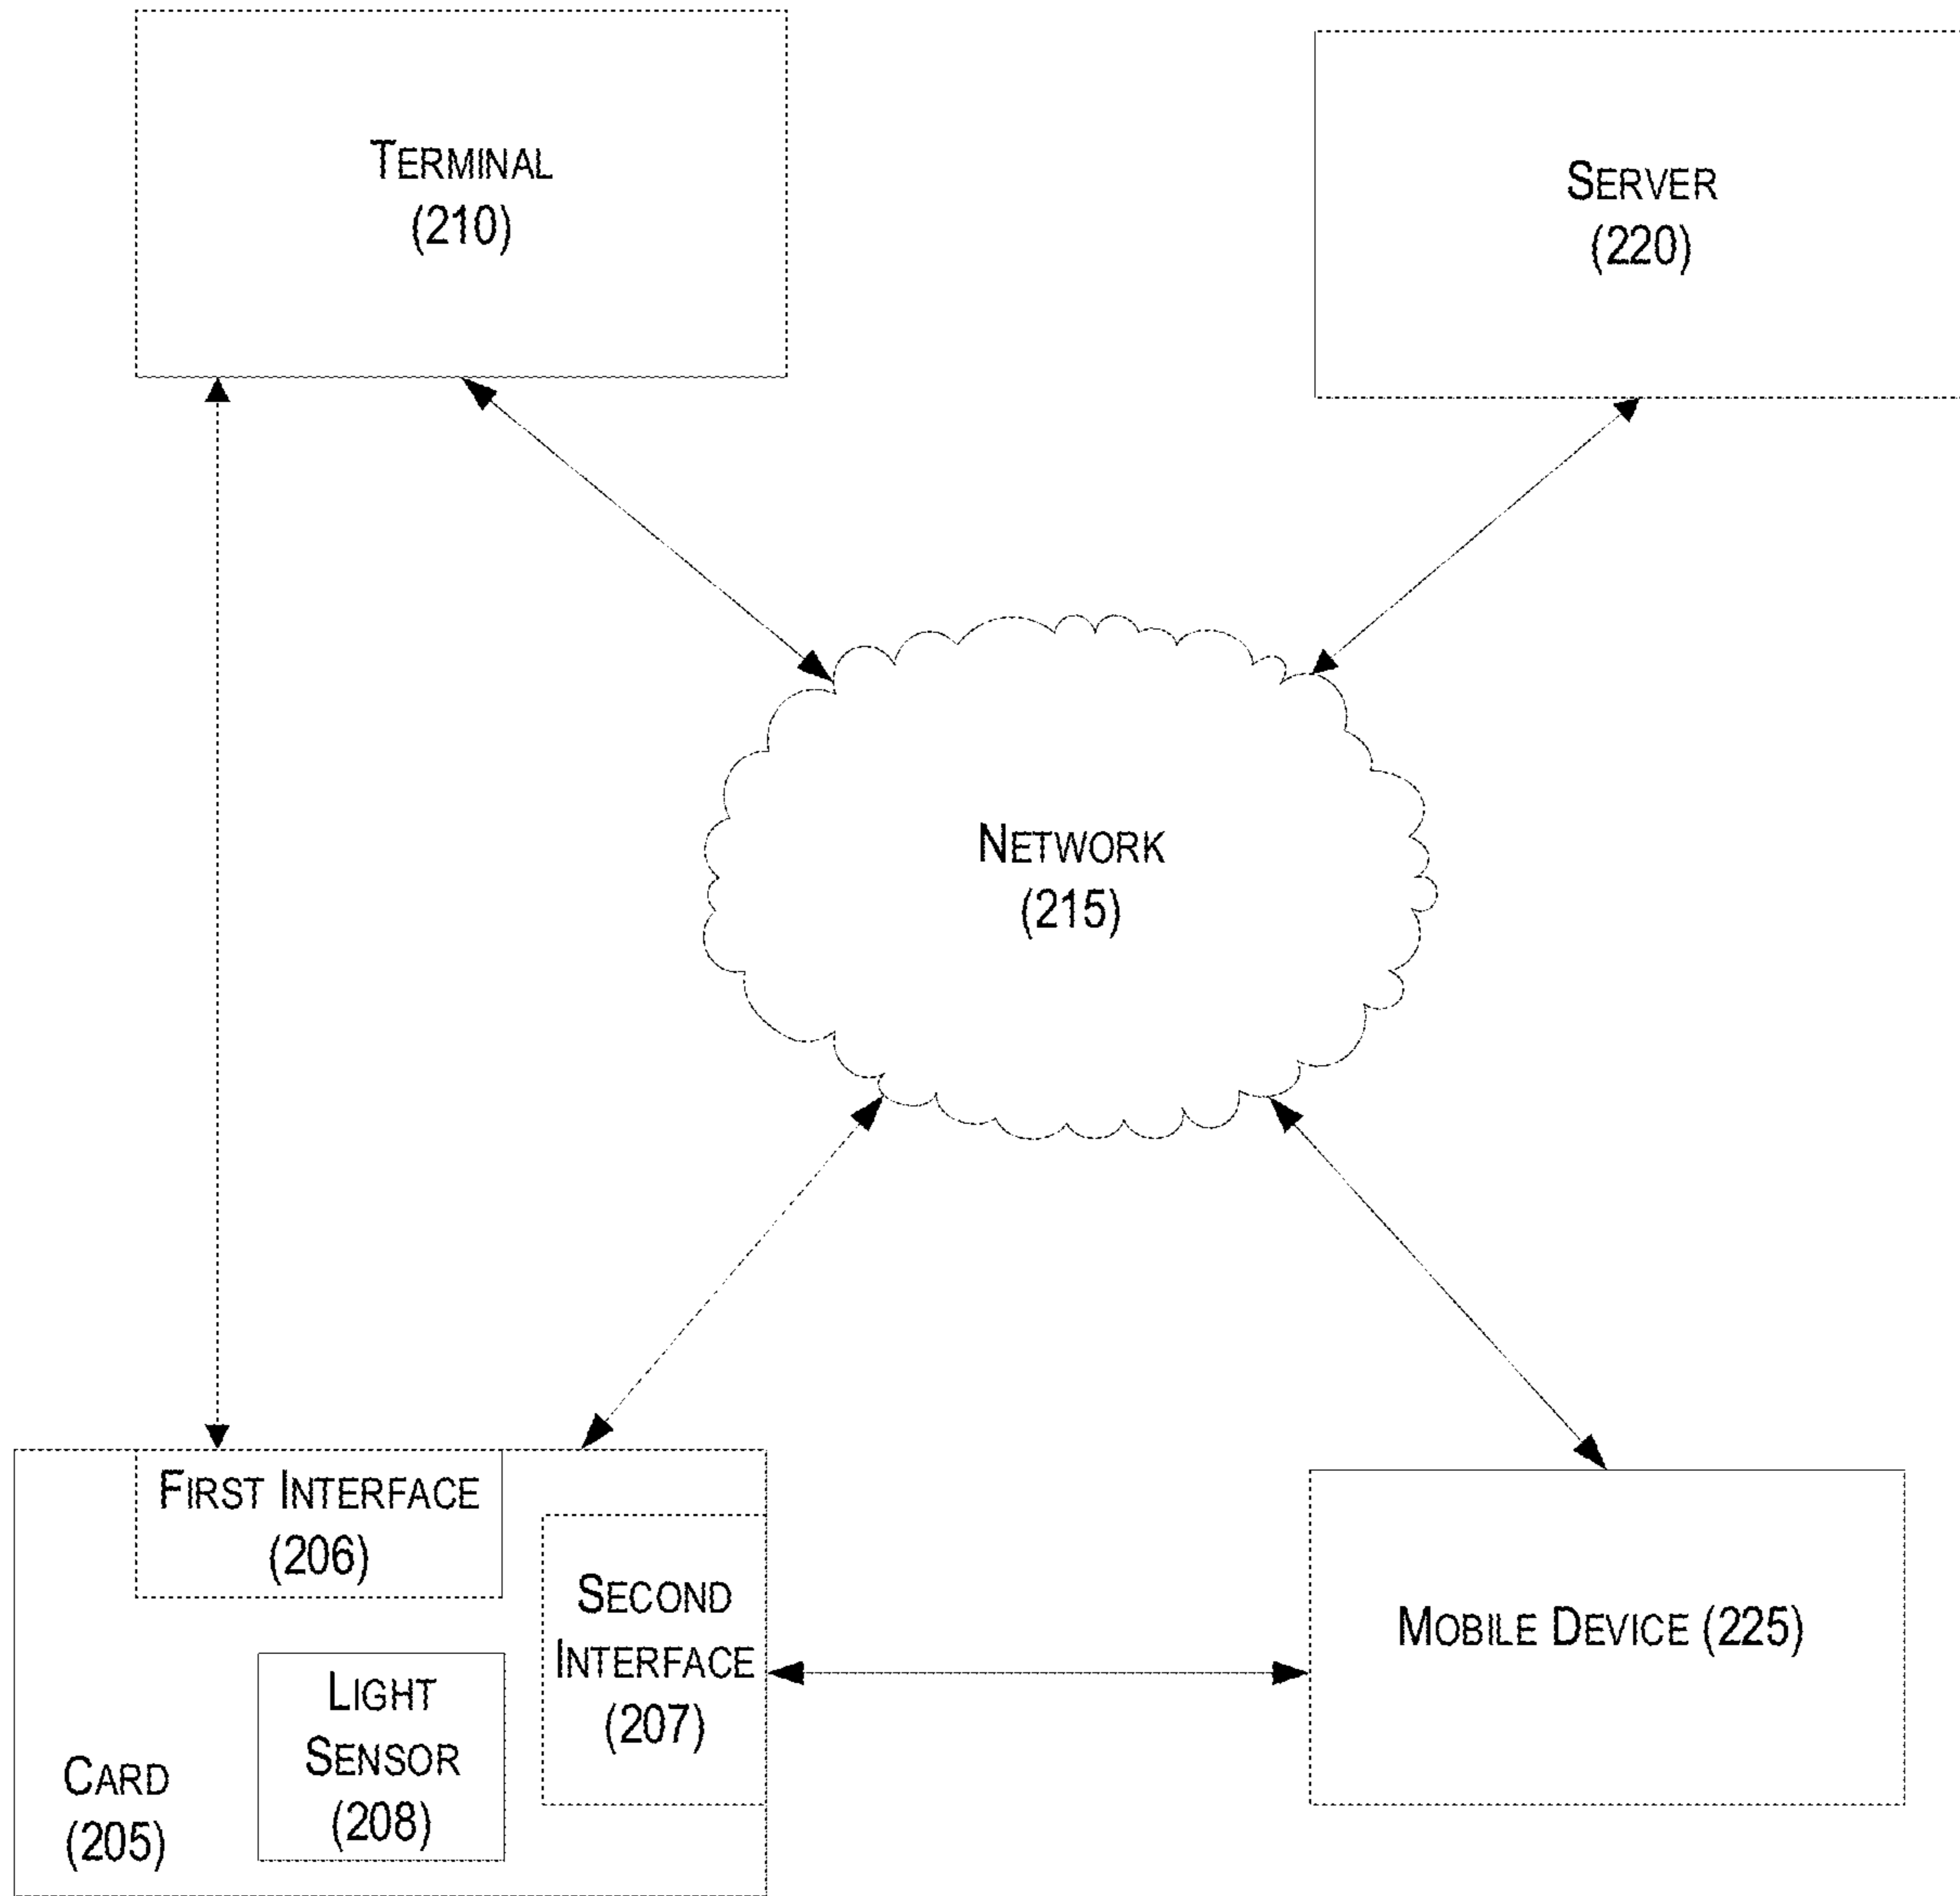 TERMINAL
(210)
SERVER
(220)
NETWORK
(215)
FIRST INTERFACE
(206)
SECOND
INTERFACE
(207)
LIGHT
SENSOR
(208)
CARD
(205)
MOBILE DEVICE (225)